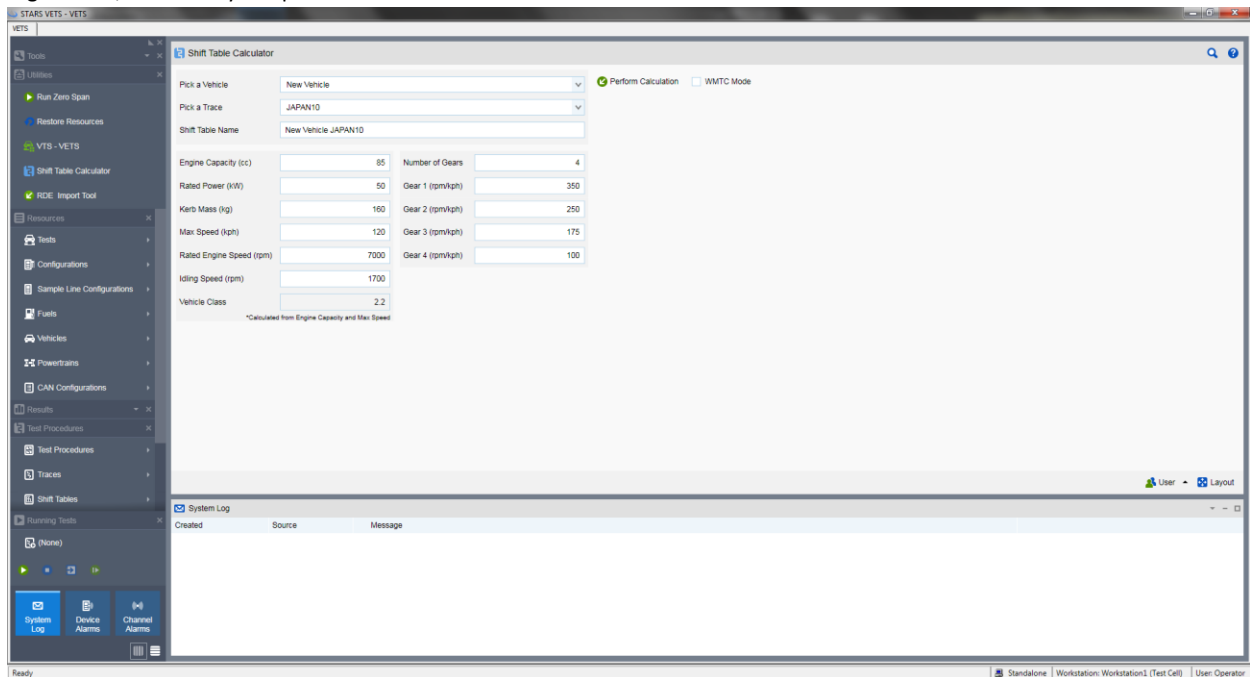 STARS VETS - VETS
VETS
Tools
Utilities
Run Zero Span
Restore Resources
VTS - VETS
Shift Table Calculator
RDE Import Tool
Resources
Tests
Configurations
Sample Line Configurations
Fuels
Vehicles
Powertrains
CAN Configurations
Results
Test Procedures
Test Procedures
Traces
Shift Tables
Running Tests
(None)
System Log
Device Alarms
Channel Alarms
Shift Table Calculator
Pick a Vehicle New Vehicle Perform Calculation WMTC Mode
Pick a Trace JAPAN10
Shift Table Name New Vehicle JAPAN10
Engine Capacity (cc) 85 Number of Gears 4
Rated Power (kW) 50 Gear 1 (rpm/kph) 350
Kerb Mass (kg) 160 Gear 2 (rpm/kph) 250
Max Speed (kph) 120 Gear 3 (rpm/kph) 175
Rated Engine Speed (rpm) 7000 Gear 4 (rpm/kph) 100
Idling Speed (rpm) 1700
Vehicle Class 2.2
*Calculated from Engine Capacity and Max Speed
User Layout
System Log
Created Source Message
Ready Standalone Workstation: Workstation1 (Test Cell) User: Operator